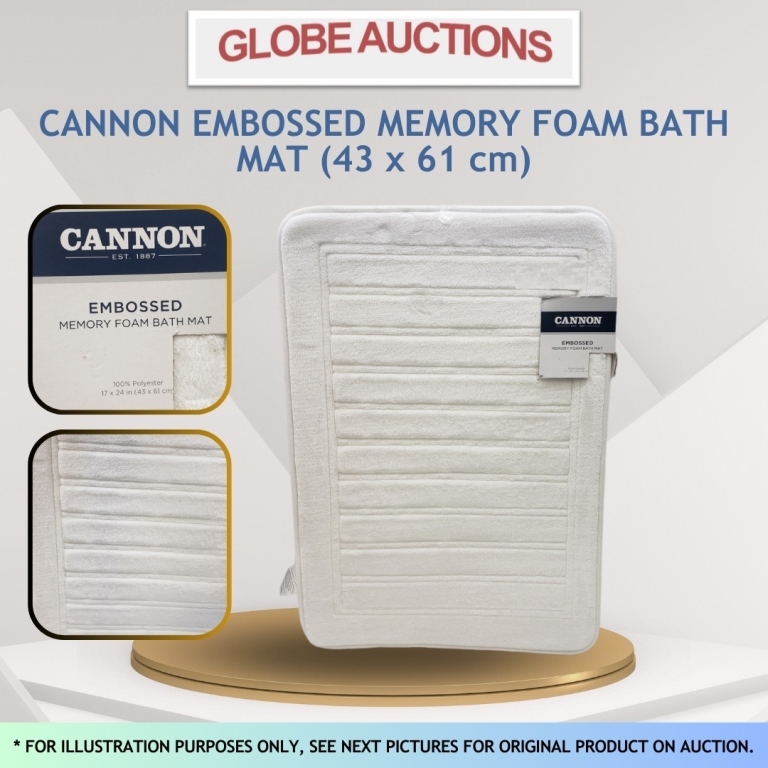 GLOBE AUCTIONS
CANNON EMBOSSED MEMORY FOAM BATH
MAT (43 x 61 cm)
CANNON
EST. 1887
EMBOSSED
MEMORY FOAM BATH MAT
100% Polyester
17 x 24 in (43 x 61 cm
CANNON
EMBOSSED
MEMORY FOAM BATH MAT
* FOR ILLUSTRATION PURPOSES ONLY, SEE NEXT PICTURES FOR ORIGINAL PRODUCT ON AUCTION.